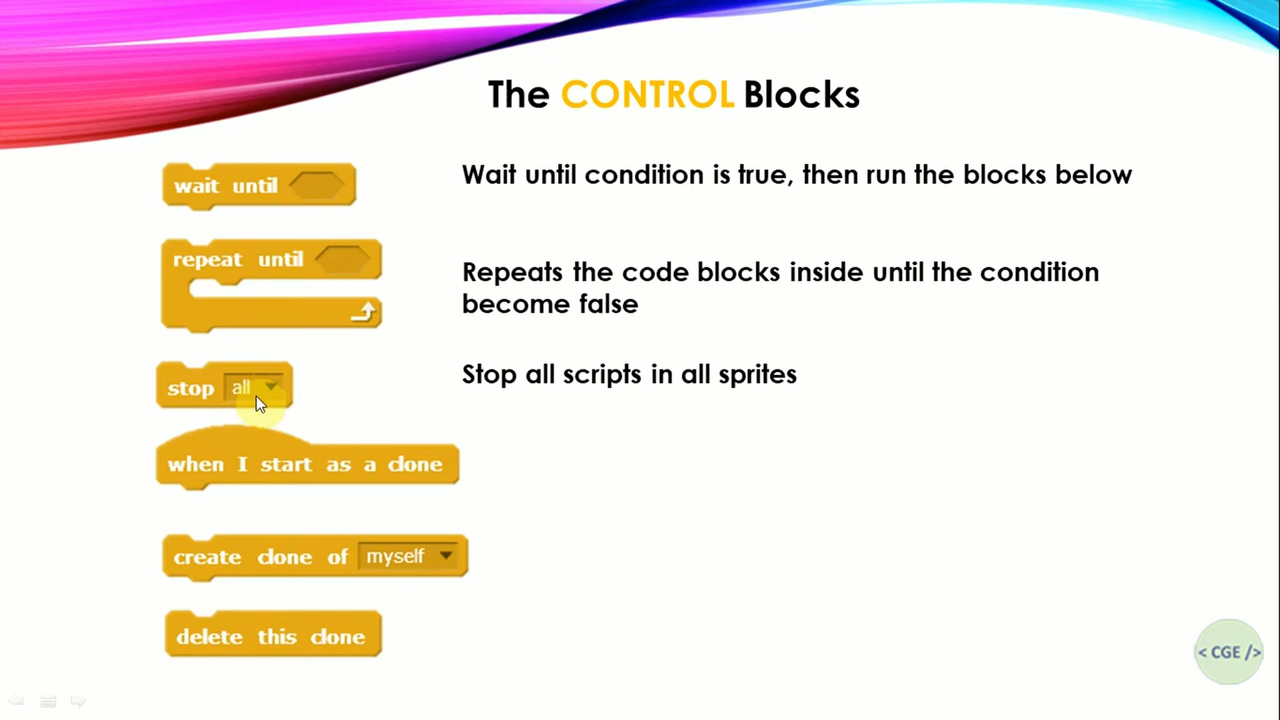 The CONTROL Blocks
wait until
Wait until condition is true, then run the blocks below
repeat until
Repeats the code blocks inside until the condition
become false
stop all
Stop all scripts in all sprites
when I start as a clone
create clone of myself
delete this clone
< CGE />